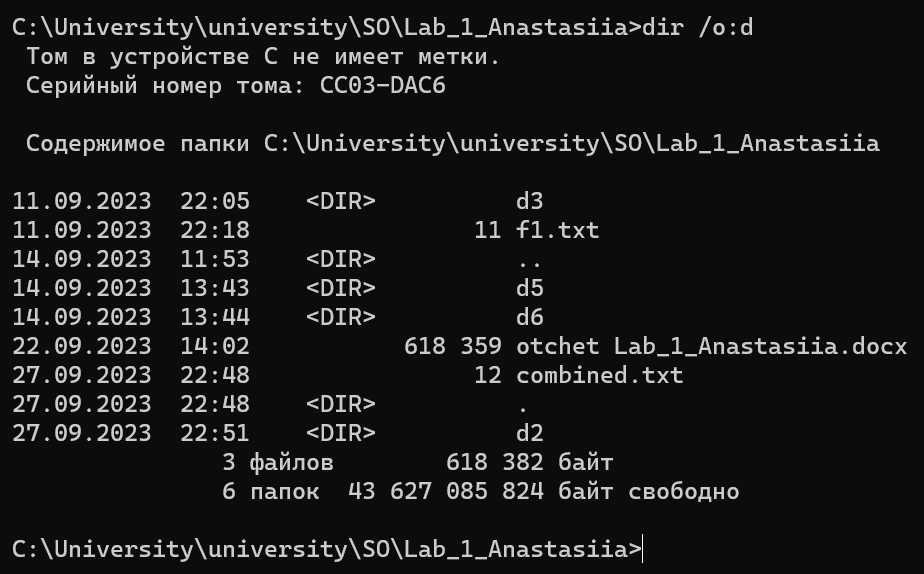 C:\University\university\SO\Lab_1_Anastasiia>dir /o:d
Том в устройстве C не имеет метки.
Серийный номер тома: CC03-DAC6
Содержимое папки C:\University\university\SO\Lab_1_Anastasiia
11.09.2023  22:05    <DIR>          d3
11.09.2023  22:18                11 f1.txt
14.09.2023  11:53    <DIR>          ..
14.09.2023  13:43    <DIR>          d5
14.09.2023  13:44    <DIR>          d6
22.09.2023  14:02           618 359 otchet Lab_1_Anastasiia.docx
27.09.2023  22:48                12 combined.txt
27.09.2023  22:48    <DIR>          .
27.09.2023  22:51    <DIR>          d2
3 файлов        618 382 байт
6 папок  43 627 085 824 байт свободно
C:\University\university\SO\Lab_1_Anastasiia>